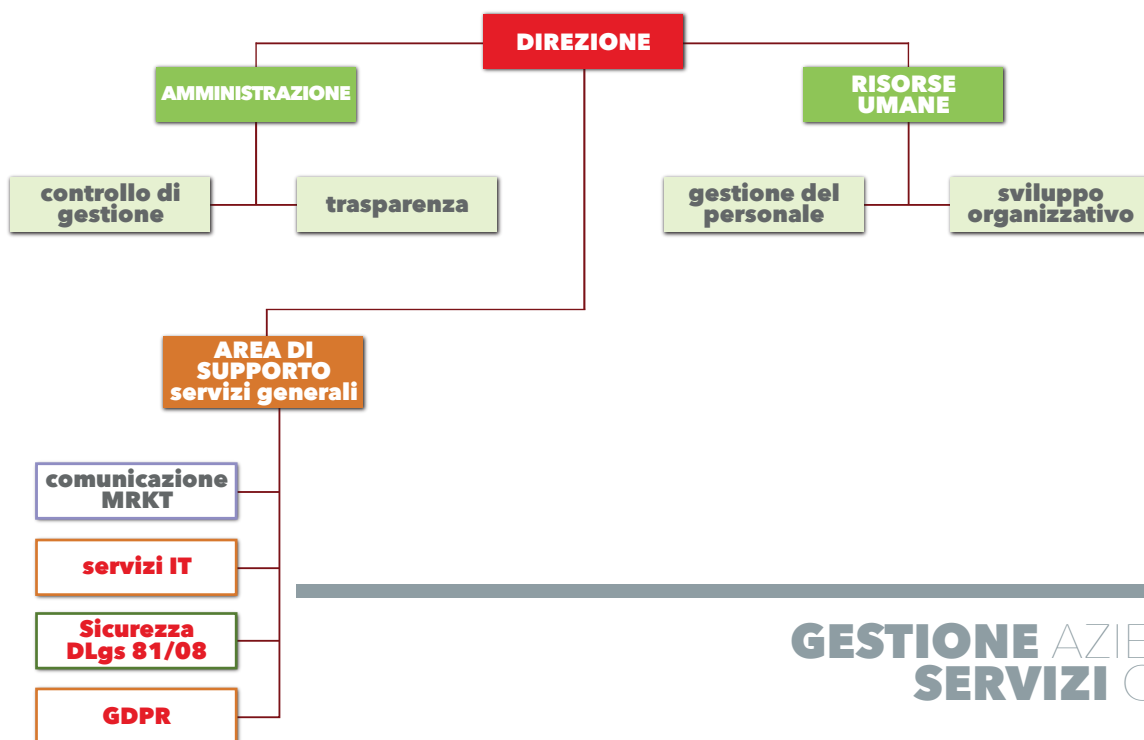 DIREZIONE
AMMINISTRAZIONE
RISORSE
UMANE
controllo di
gestione
trasparenza
gestione del
personale
sviluppo
organizzativo
AREA DI
SUPPORTO
servizi generali
comunicazione
MRKT
servizi IT
Sicurezza
DLgs 81/08
GDPR
GESTIONE
SERVIZI